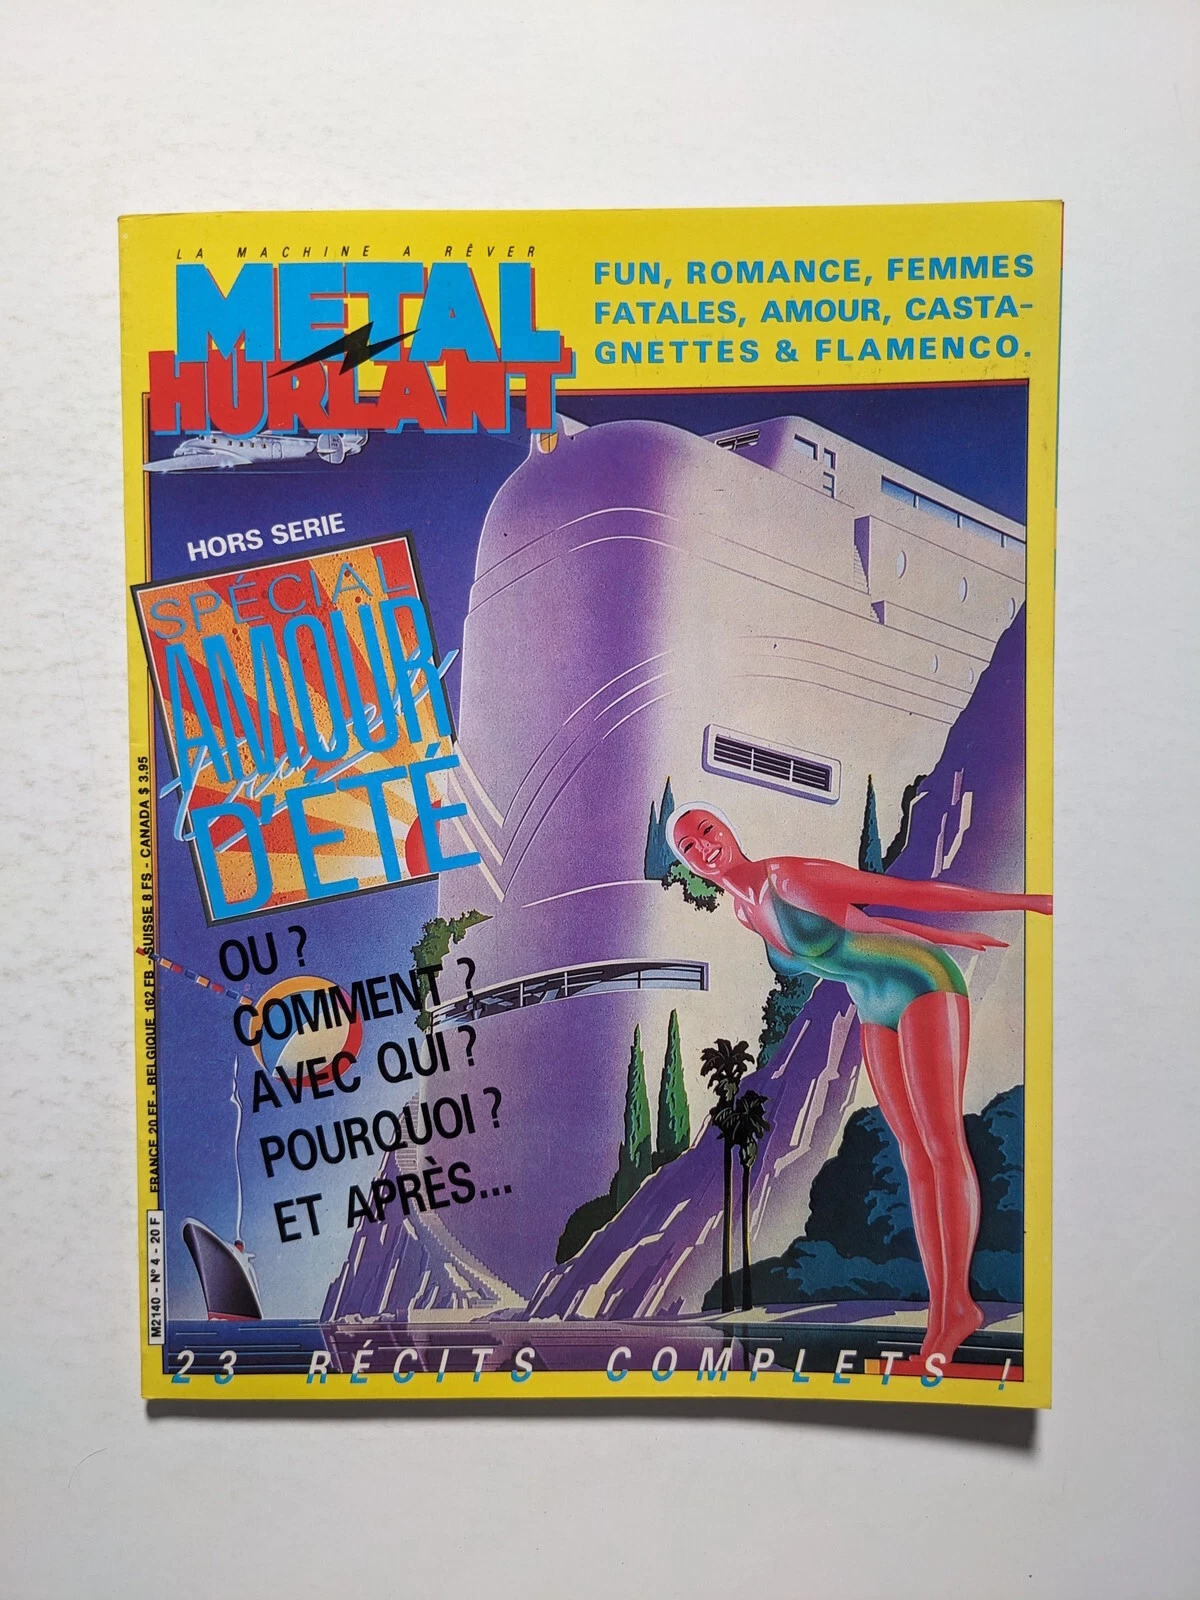 LA MACHINE A RÊVER
METAL
HURLANT
FUN, ROMANCE, FEMMES
FATALES, AMOUR, CASTA-
GNETTES & FLAMENCO.
HORS SERIE
SPÉCIAL
AMOUR
D'ÉTÉ
OU ?
COMMENT ?
AVEC QUI ?
POURQUOI ?
ET APRÈS...
FRANCE 20 FF - BELGIQUE 162 FB - SUISSE 8 FS - CANADA $ 3.95
M2140 - N° 4 - 20 F
23 RÉCITS COMPLETS !